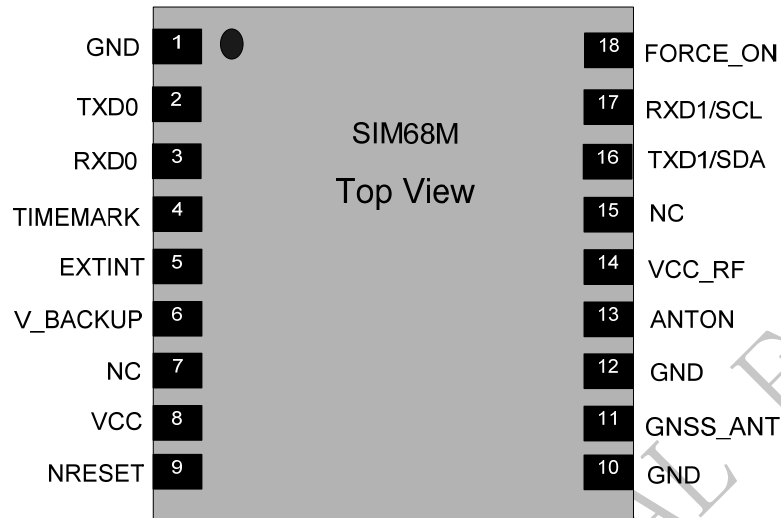 GND 1 18 FORCE_ON
TXD0 2 17 RXD1/SCL
SIM68M
RXD0 3 16 TXD1/SDA
Top View
TIMEMARK 4 15 NC
EXTINT 5 14 VCC_RF
V_BACKUP 6 13 ANTON
NC 7 12 GND
VCC 8 11 GNSS_ANT
NRESET 9 10 GND